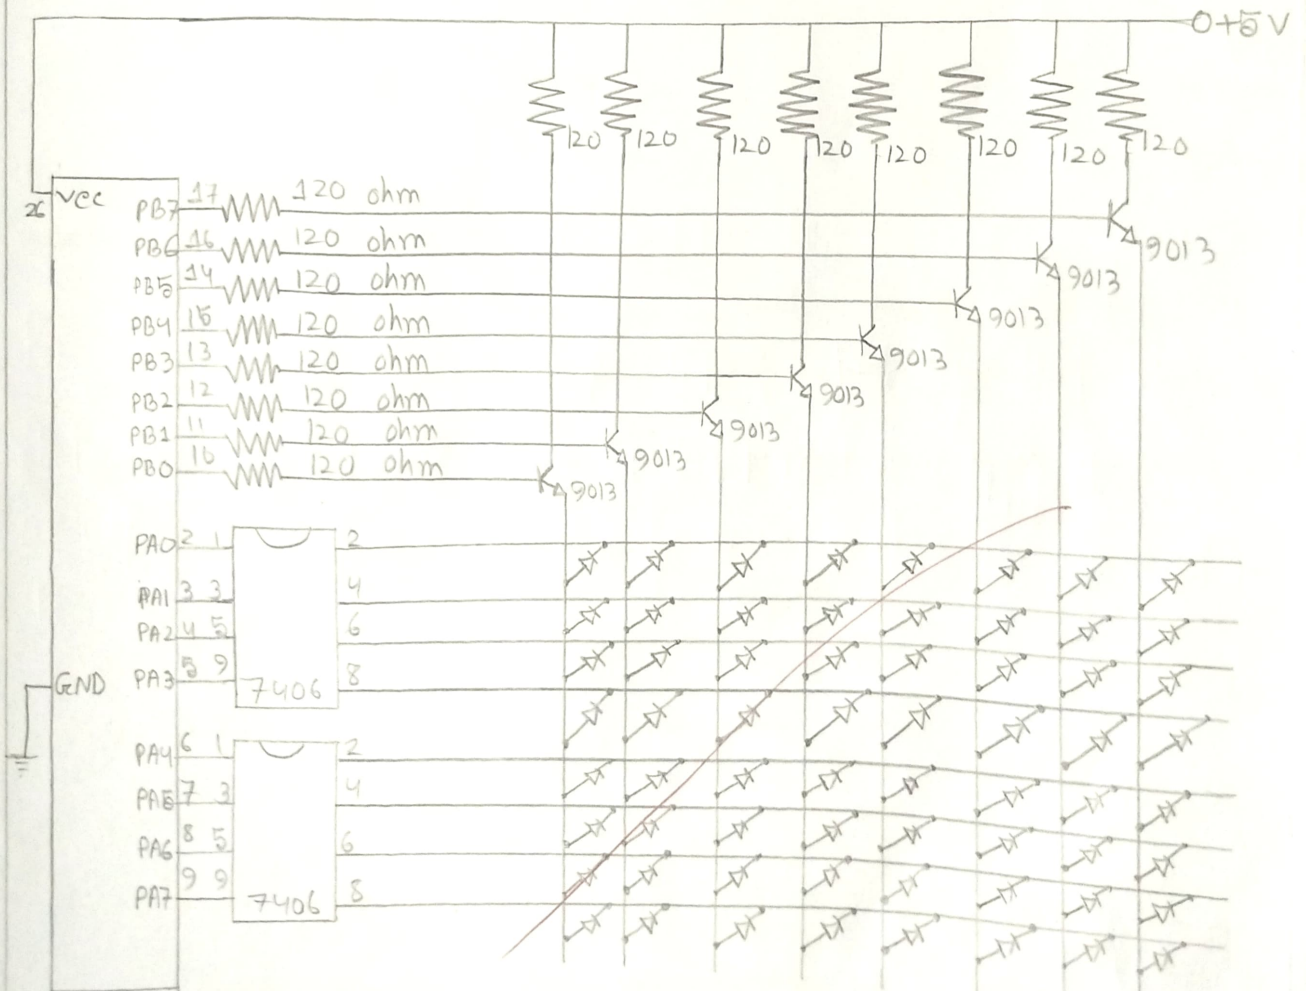 0+5V
120 120 120 120 120 120 120 120
26 VCC
PB7 17 120 ohm
9013
PB6 16 120 ohm
9013
PB5 14 120 ohm
9013
PB4 15 120 ohm
9013
PB3 13 120 ohm
9013
PB2 12 120 ohm
9013
PB1 11 120 ohm
9013
PB0 10 120 ohm
9013
PA0 2 1 2
PA1 3 3 4
PA2 4 5 6
GND PA3 5 9 8
7406
PA4 6 1 2
PA5 7 3 4
PA6 8 5 6
PA7 9 9 8
7406